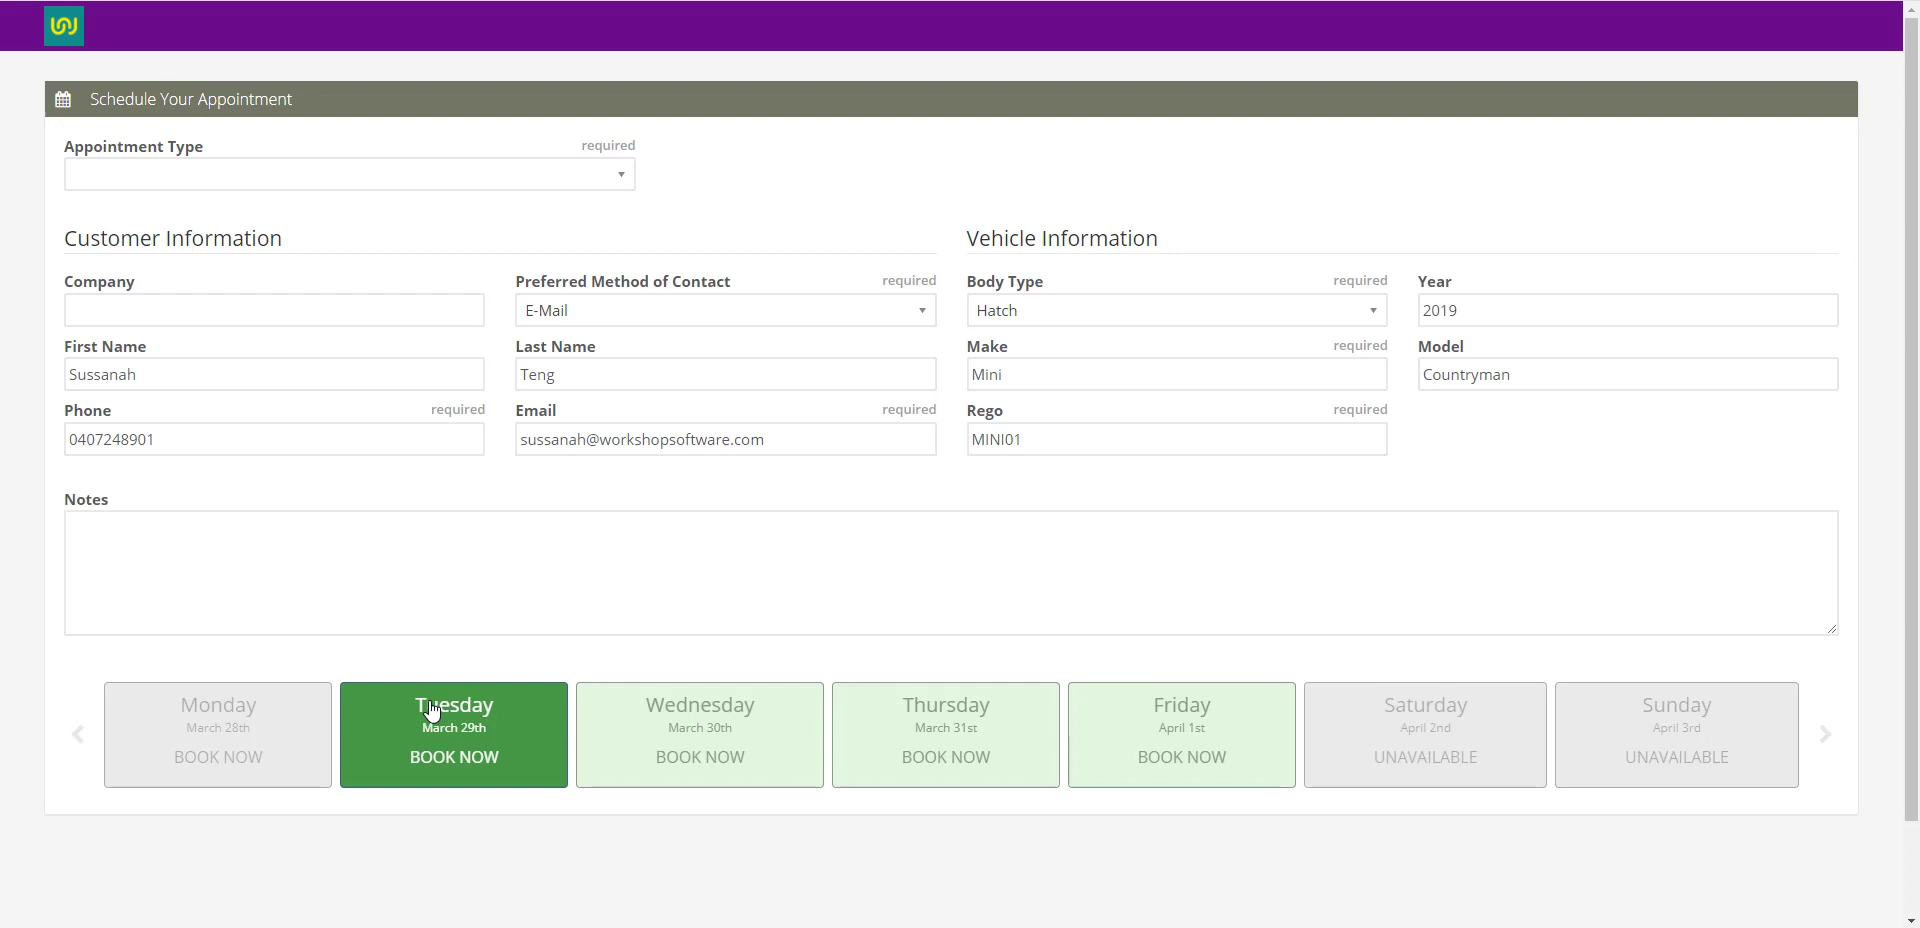 Schedule Your Appointment
Appointment Type required
Customer Information
Vehicle Information
Company
Preferred Method of Contact required
Body Type required
Year
E-Mail
Hatch
2019
First Name
Last Name
Make required
Model
Sussanah
Teng
Mini
Countryman
Phone required
Email required
Rego required
0407248901
sussanah@workshopsoftware.com
MINI01
Notes
Monday
March 28th
BOOK NOW
Tuesday
March 29th
BOOK NOW
Wednesday
March 30th
BOOK NOW
Thursday
March 31st
BOOK NOW
Friday
April 1st
BOOK NOW
Saturday
April 2nd
UNAVAILABLE
Sunday
April 3rd
UNAVAILABLE